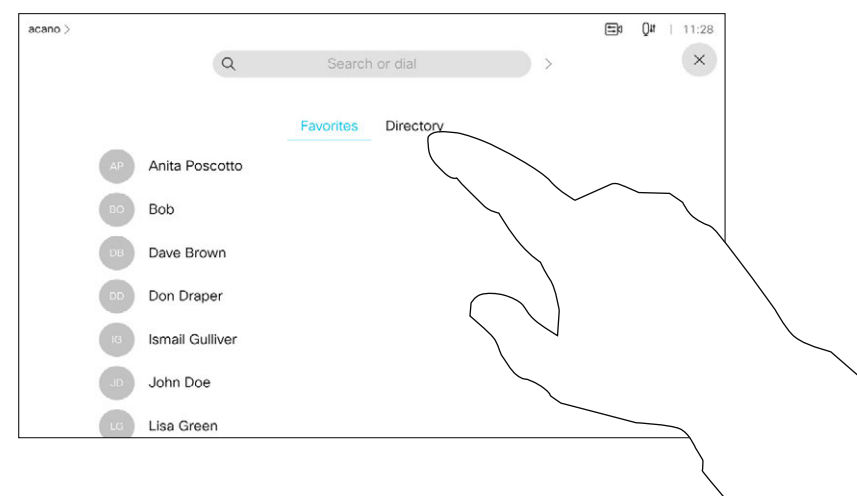 acano > | 11:28
Search or dial >
Favorites Directory
AP Anita Poscotto
BO Bob
DB Dave Brown
DD Don Draper
IG Ismail Gulliver
JD John Doe
LG Lisa Green